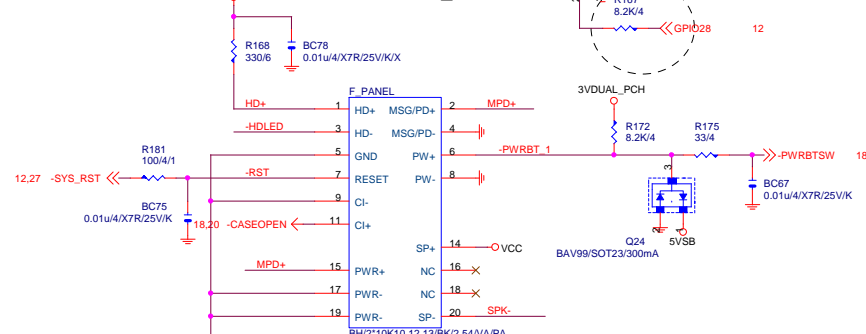 8.2K/4
GPIO28 12
R168
330/6
BC78
0.01u/4/X7R/25V/K/X
F_PANEL
3VDUAL_PCH
HD+ 1 HD+ MSG/PD+ 2 MPD+
-HDLED 3 HD- MSG/PD- 4
R172
8.2K/4
R175
33/4
R181
100/4/1
5 GND PW+ 6 -PWRBT_1
-PWRBTSW 18
12,27 -SYS_RST -RST 7 RESET PW- 8
3
BC67
0.01u/4/X7R/25V/K
9 CI-
BC75
0.01u/4/X7R/25V/K
18,20 -CASEOPEN 11 CI+
2 1
SP+ 14 VCC
Q24
5VSB
BAV99/SOT23/300mA
MPD+ 15 PWR+ NC 16
17 PWR- NC 18
19 PWR- SP- 20 SPK-